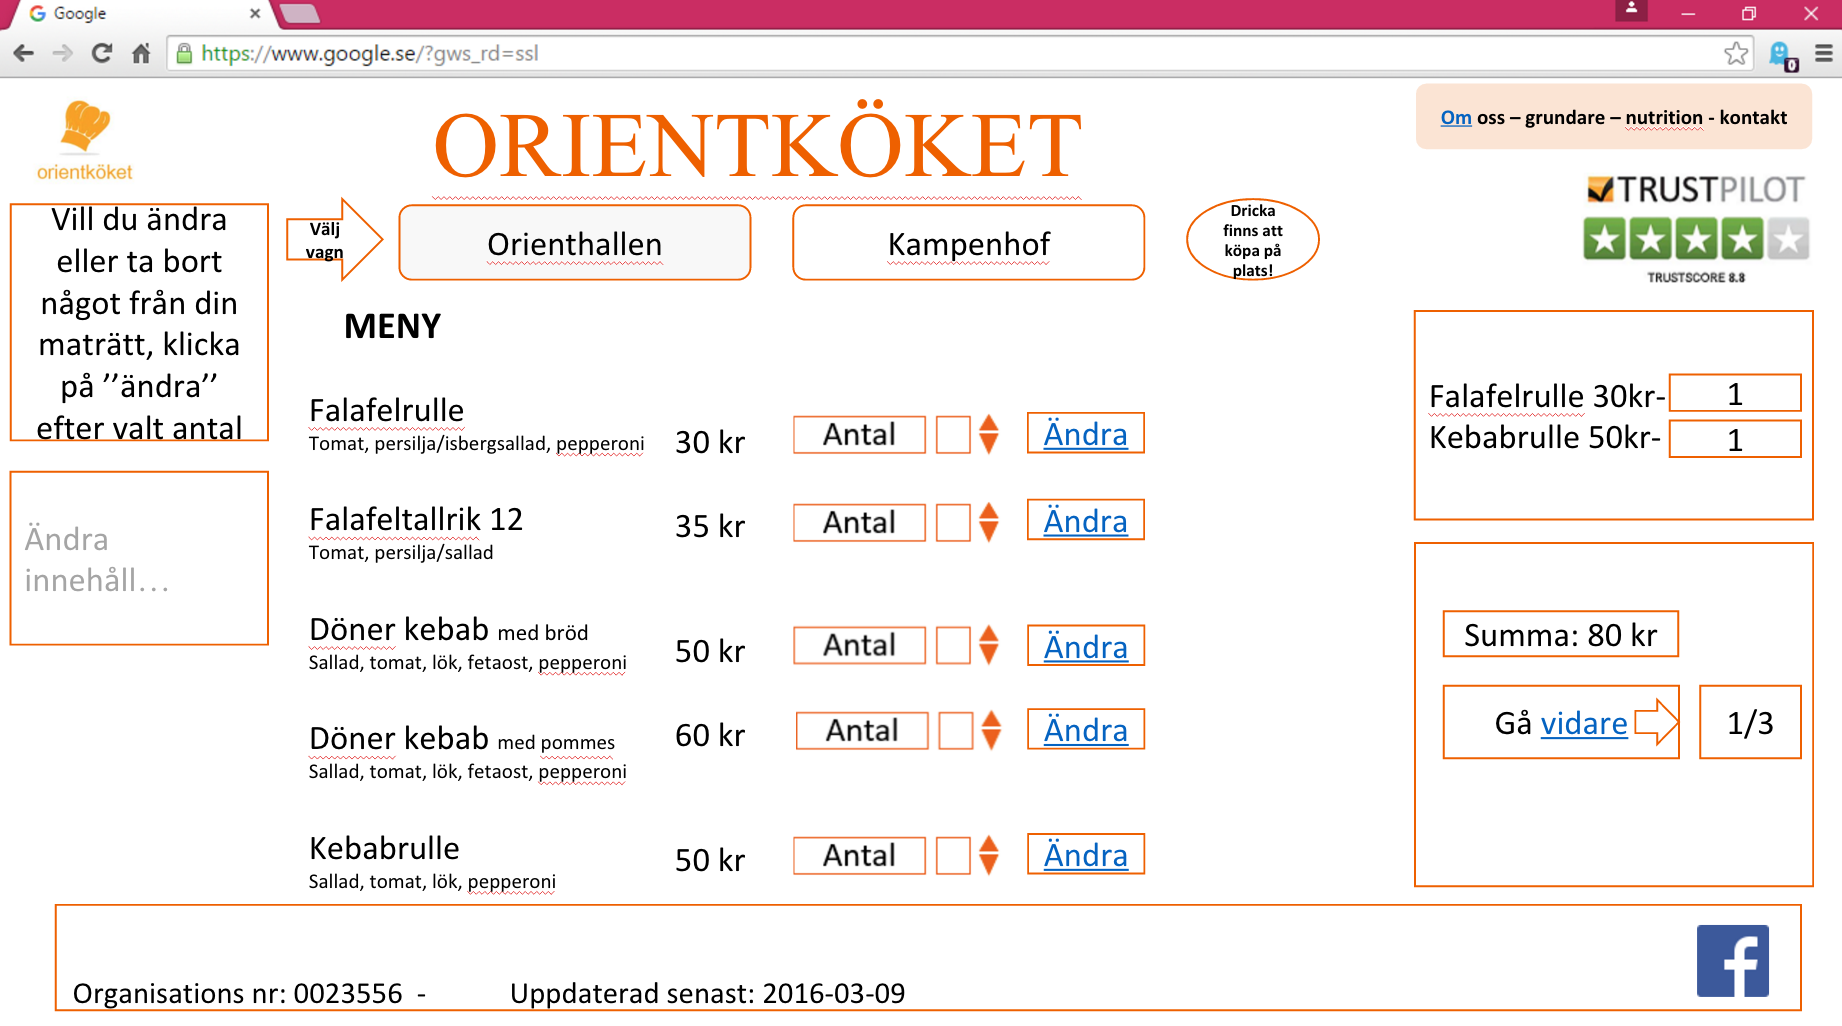 Google
https://www.google.se/?gws_rd=ssl
0
orientköket
ORIENTKÖKET
Om oss – grundare – nutrition - kontakt
TRUSTPILOT
TRUSTSCORE 8.8
Vill du ändra
eller ta bort
något från din
maträtt, klicka
på ’’ändra’’
efter valt antal
Välj
vagn
Orienthallen
Kampenhof
Dricka
finns att
köpa på
plats!
MENY
Ändra
innehåll…
Falafelrulle
Tomat, persilja/isbergsallad, pepperoni
30 kr
Antal
Ändra
Falafeltallrik 12
Tomat, persilja/sallad
35 kr
Antal
Ändra
Döner kebab med bröd
Sallad, tomat, lök, fetaost, pepperoni
50 kr
Antal
Ändra
Döner kebab med pommes
Sallad, tomat, lök, fetaost, pepperoni
60 kr
Antal
Ändra
Kebabrulle
Sallad, tomat, lök, pepperoni
50 kr
Antal
Ändra
Falafelrulle 30kr- 1
Kebabrulle 50kr- 1
Summa: 80 kr
Gå vidare
1/3
Organisations nr: 0023556 - Uppdaterad senast: 2016-03-09